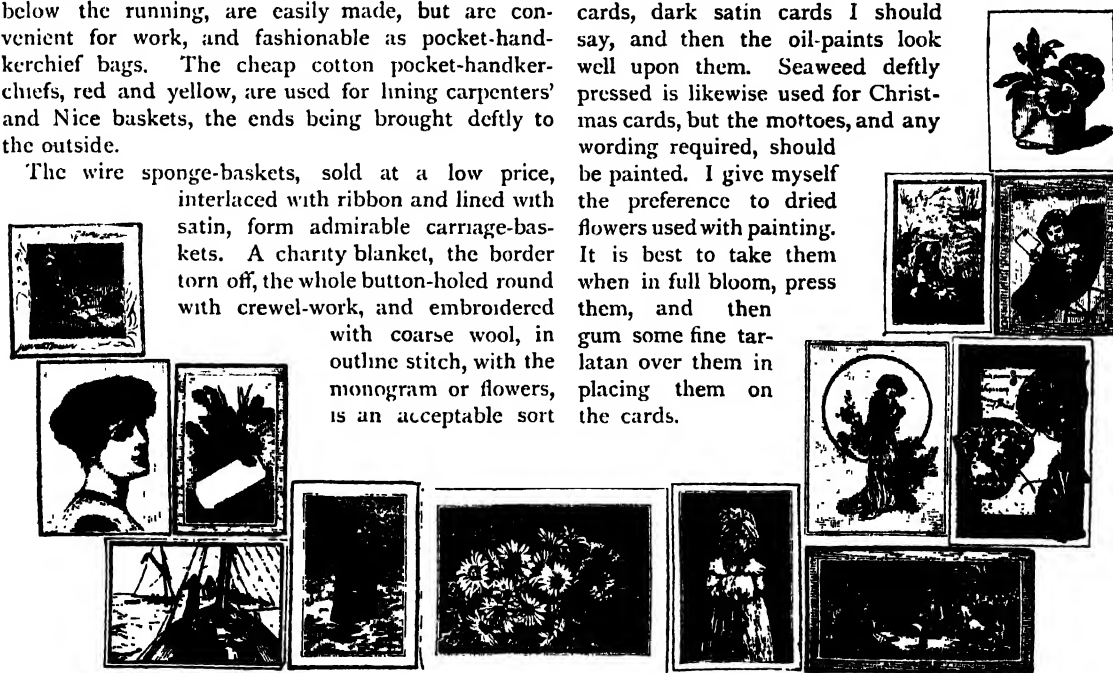 below the running, are easily made, but are con-
venient for work, and fashionable as pocket-hand-
kerchief bags. The cheap cotton pocket-handker-
chiefs, red and yellow, are used for lining carpenters'
and Nice baskets, the ends being brought deftly to
the outside.
The wire sponge-baskets, sold at a low price,
interlaced with ribbon and lined with
satin, form admirable carriage-bas-
kets. A charity blanket, the border
torn off, the whole button-holed round
with crewel-work, and embroidered
with coarse wool, in
outline stitch, with the
monogram or flowers,
is an acceptable sort
cards, dark satin cards I should
say, and then the oil-paints look
well upon them. Seaweed deftly
pressed is likewise used for Christ-
mas cards, but the mottoes, and any
wording required, should
be painted. I give myself
the preference to dried
flowers used with painting.
It is best to take them
when in full bloom, press
them, and then
gum some fine tar-
latan over them in
placing them on
the cards.